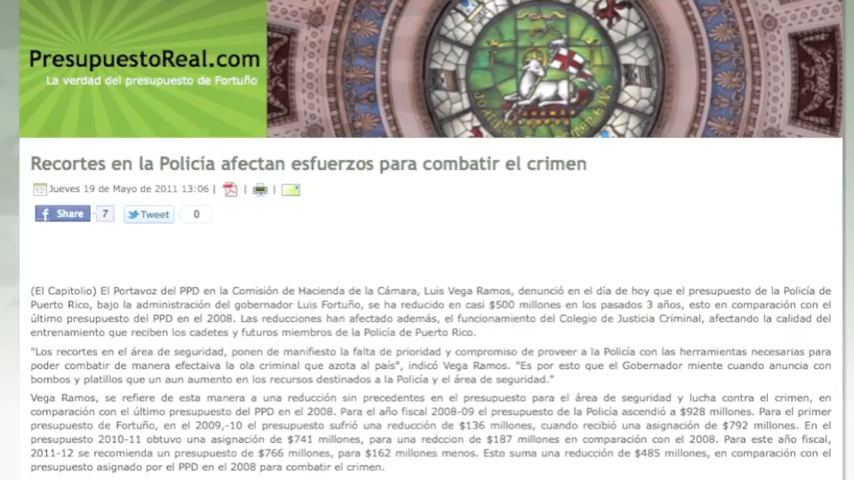 PresupuestoReal.com
La verdad del presupuesto de Fortuño
Recortes en la Policía afectan esfuerzos para combatir el crimen
Jueves 19 de Mayo de 2011 13:06 | | |
Share 7 Tweet 0
(El Capitolio) El Portavoz del PPD en la Comisión de Hacienda de la Cámara, Luis Vega Ramos, denunció en el día de hoy que el presupuesto de la Policía de
Puerto Rico, bajo la administración del gobernador Luis Fortuño, se ha reducido en casi $500 millones en los pasados 3 años, esto en comparación con el
último presupuesto del PPD en el 2008. Las reducciones han afectado además, el funcionamiento del Colegio de Justicia Criminal, afectando la calidad del
entrenamiento que reciben los cadetes y futuros miembros de la Policía de Puerto Rico.
"Los recortes en el área de seguridad, ponen de manifiesto la falta de prioridad y compromiso de proveer a la Policía con las herramientas necesarias para
poder combatir de manera efectaiva la ola criminal que azota al país", indicó Vega Ramos. "Es por esto que el Gobernador miente cuando anuncia con
bombos y platillos que un aun aumento en los recursos destinados a la Policía y el área de seguridad."
Vega Ramos, se refiere de esta manera a una reducción sin precedentes en el presupuesto para el área de seguridad y lucha contra el crimen, en
comparación con el último presupuesto del PPD en el 2008. Para el año fiscal 2008-09 el presupuesto de la Policía ascendió a $928 millones. Para el primer
presupuesto de Fortuño, en el 2009,-10 el presupuesto sufrió una reducción de $136 millones, cuando recibió una asignación de $792 millones. En el
presupuesto 2010-11 obtuvo una asignación de $741 millones, para una redccion de $187 millones en comparación con el 2008. Para este año fiscal,
2011-12 se recomienda un presupuesto de $766 millones, para $162 millones menos. Esto suma una reducción de $485 millones, en comparación con el
presupuesto asignado por el PPD en el 2008 para combatir el crimen.